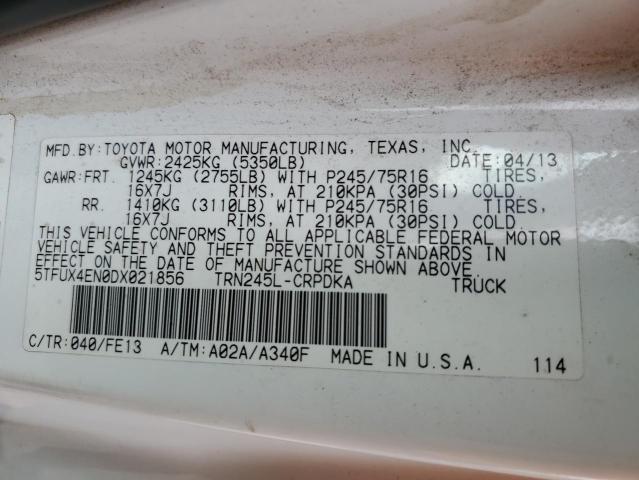 MFD. BY: TOYOTA MOTOR MANUFACTURING, TEXAS, INC.
GVWR: 2425KG (5350LB) DATE: 04/13
GAWR: FRT. 1245KG (2755LB) WITH P245/75R16 TIRES,
16X7J RIMS, AT 210KPA (30PSI) COLD.
RR. 1410KG (3110LB) WITH P245/75R16 TIRES,
16X7J RIMS, AT 210KPA (30PSI) COLD.
THIS VEHICLE CONFORMS TO ALL APPLICABLE FEDERAL MOTOR
VEHICLE SAFETY AND THEFT PREVENTION STANDARDS IN
EFFECT ON THE DATE OF MANUFACTURE SHOWN ABOVE.
5TFUX4EN0DX021856 TRN245L-CRPDKA TRUCK
C/TR: 040/FE13 A/TM: A02A/A340F MADE IN U.S.A. 114